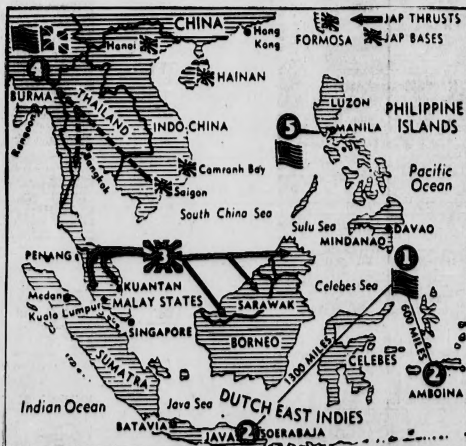 CHINA
Hong
Kong
Hanoi
FORMOSA
JAP THRUSTS
JAP BASES
HAINAN
4
BURMA
THAILAND
INDO-CHINA
Rangoon
Bangkok
Camranh Bay
Saigon
LUZON
MANILA
PHILIPPINE
ISLANDS
5
Pacific
Ocean
South China Sea
Sulu Sea
MINDANAO
DAVAO
PENANG
3
KUANTAN
MALAY STATES
Medan
Kuala Lumpur
SINGAPORE
SARAWAK
BORNEO
Celebes Sea
1
600 MILES
1300 MILES
CELEBES
2
AMBOINA
SUMATRA
Indian Ocean
Java Sea
DUTCH EAST INDIES
BATAVIA
JAVA
2
SOERABAJA